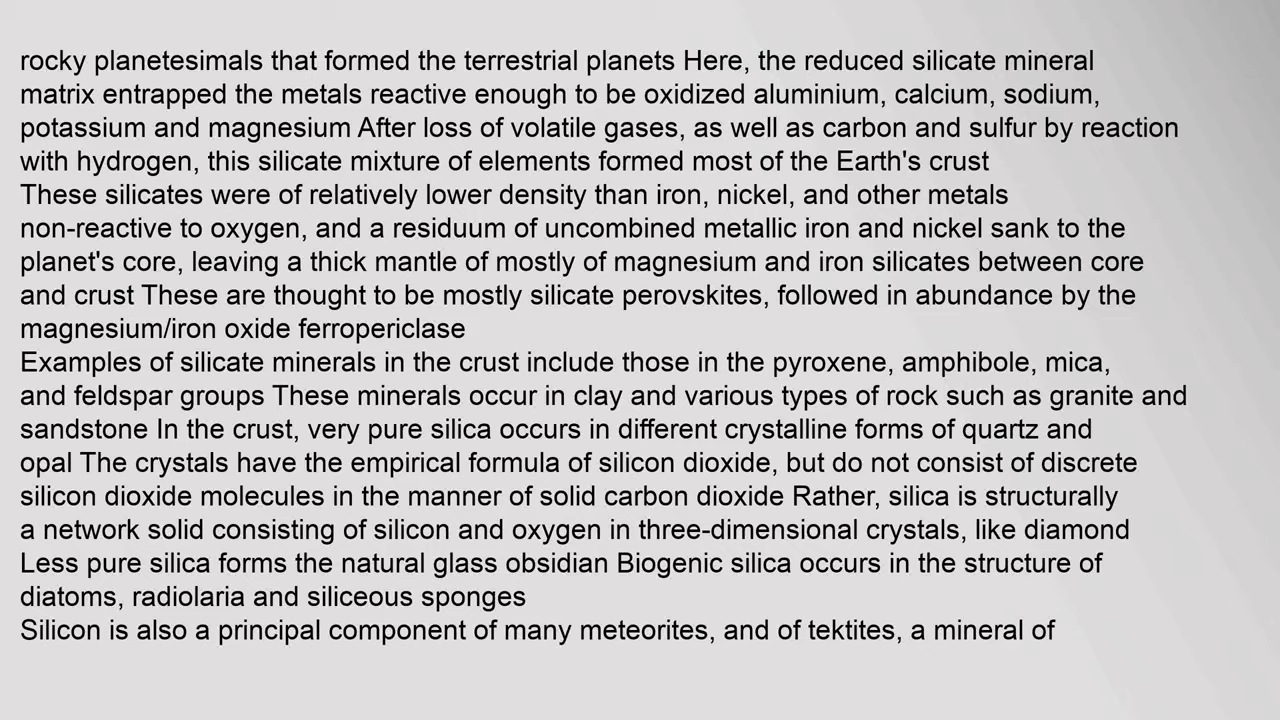 rocky planetesimals that formed the terrestrial planets Here, the reduced silicate mineral
matrix entrapped the metals reactive enough to be oxidized aluminium, calcium, sodium,
potassium and magnesium After loss of volatile gases, as well as carbon and sulfur by reaction
with hydrogen, this silicate mixture of elements formed most of the Earth's crust
These silicates were of relatively lower density than iron, nickel, and other metals
non-reactive to oxygen, and a residuum of uncombined metallic iron and nickel sank to the
planet's core, leaving a thick mantle of mostly of magnesium and iron silicates between core
and crust These are thought to be mostly silicate perovskites, followed in abundance by the
magnesium/iron oxide ferropericlase
Examples of silicate minerals in the crust include those in the pyroxene, amphibole, mica,
and feldspar groups These minerals occur in clay and various types of rock such as granite and
sandstone In the crust, very pure silica occurs in different crystalline forms of quartz and
opal The crystals have the empirical formula of silicon dioxide, but do not consist of discrete
silicon dioxide molecules in the manner of solid carbon dioxide Rather, silica is structurally
a network solid consisting of silicon and oxygen in three-dimensional crystals, like diamond
Less pure silica forms the natural glass obsidian Biogenic silica occurs in the structure of
diatoms, radiolaria and siliceous sponges
Silicon is also a principal component of many meteorites, and of tektites, a mineral of